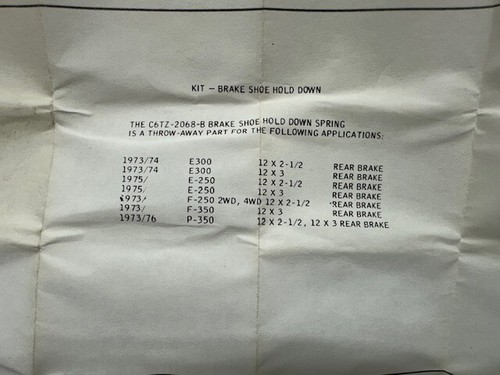 KIT — BRAKE SHOE HOLD DOWN
THE C6TZ-2068-B BRAKE SHOE HOLD DOWN SPRING
IS A THROW-AWAY PART FOR THE FOLLOWING APPLICATIONS:
1973/74 E300 12 X 2-1/2 REAR BRAKE
1973/74 E300 12 X 3 REAR BRAKE
1975/ E-250 12 X 2-1/2 REAR BRAKE
1975/ E-250 12 X 3 REAR BRAKE
1973/ F-250 2WD, 4WD 12 X 2-1/2 REAR BRAKE
1973/ F-350 12 X 3 REAR BRAKE
1973/76 P-350 12 X 2-1/2, 12 X 3 REAR BRAKE